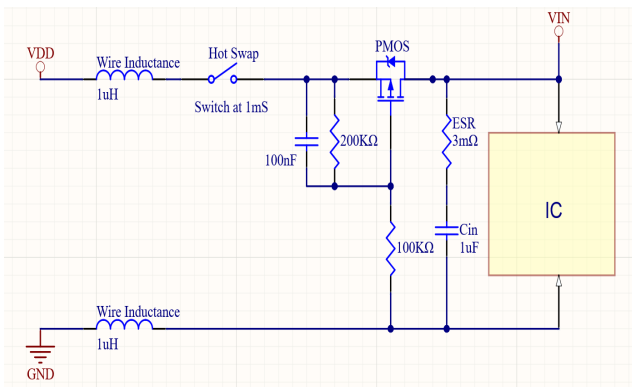 VIN
PMOS
Hot Swap
VDD
Wire Inductance
1uH
Switch at 1mS
ESR
3mΩ
200KΩ
100nF
IC
Cin
1uF
100KΩ
Wire Inductance
1uH
GND